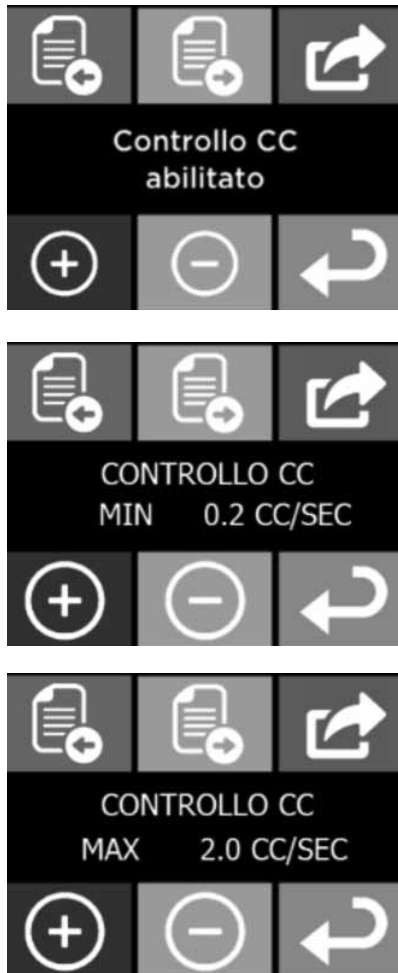 Controllo CC
abilitato
CONTROLLO CC
MIN 0.2 CC/SEC
CONTROLLO CC
MAX 2.0 CC/SEC